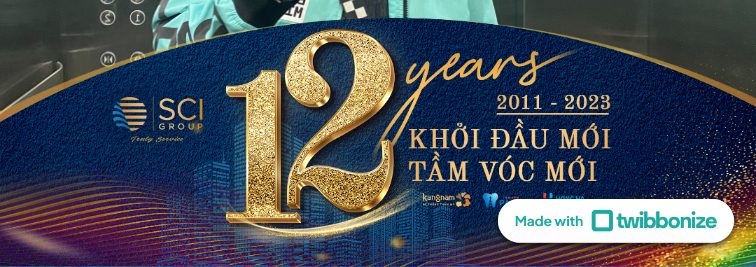 12 years
2011 - 2023
SCI
GROUP
Truly Service
KHỞI ĐẦU MỚI
TẦM VÓC MỚI
kangnam
Made with twibbonize